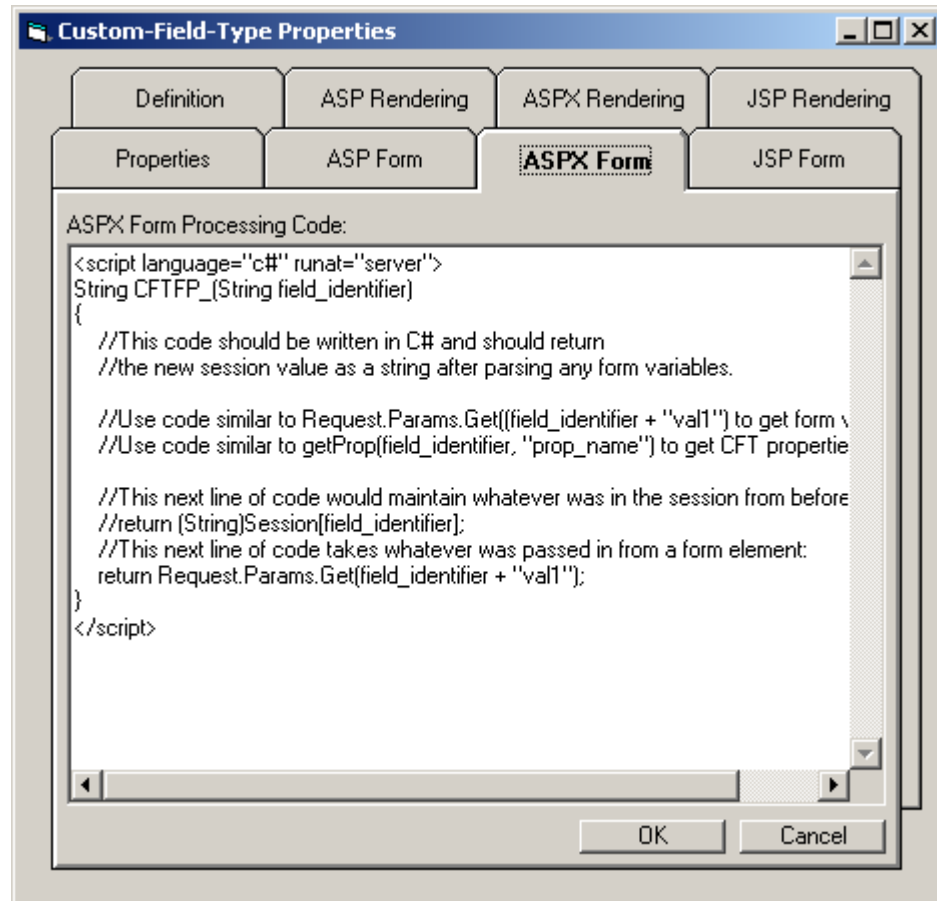 Custom-Field-Type Properties
Definition
ASP Rendering
ASPX Rendering
JSP Rendering
Properties
ASP Form
ASPX Form
JSP Form
ASPX Form Processing Code:
<script language="c#" runat="server">
String CFTFP_(String field_identifier)
{
//This code should be written in C# and should return
//the new session value as a string after parsing any form variables.
//Use code similar to Request.Params.Get((field_identifier + "val1") to get form
//Use code similar to getProp(field_identifier, "prop_name") to get CFT propertie
//This next line of code would maintain whatever was in the session from before
//return (String)Session[field_identifier];
//This next line of code takes whatever was passed in from a form element:
return Request.Params.Get(field_identifier + "val1");
}
</script>
OK
Cancel